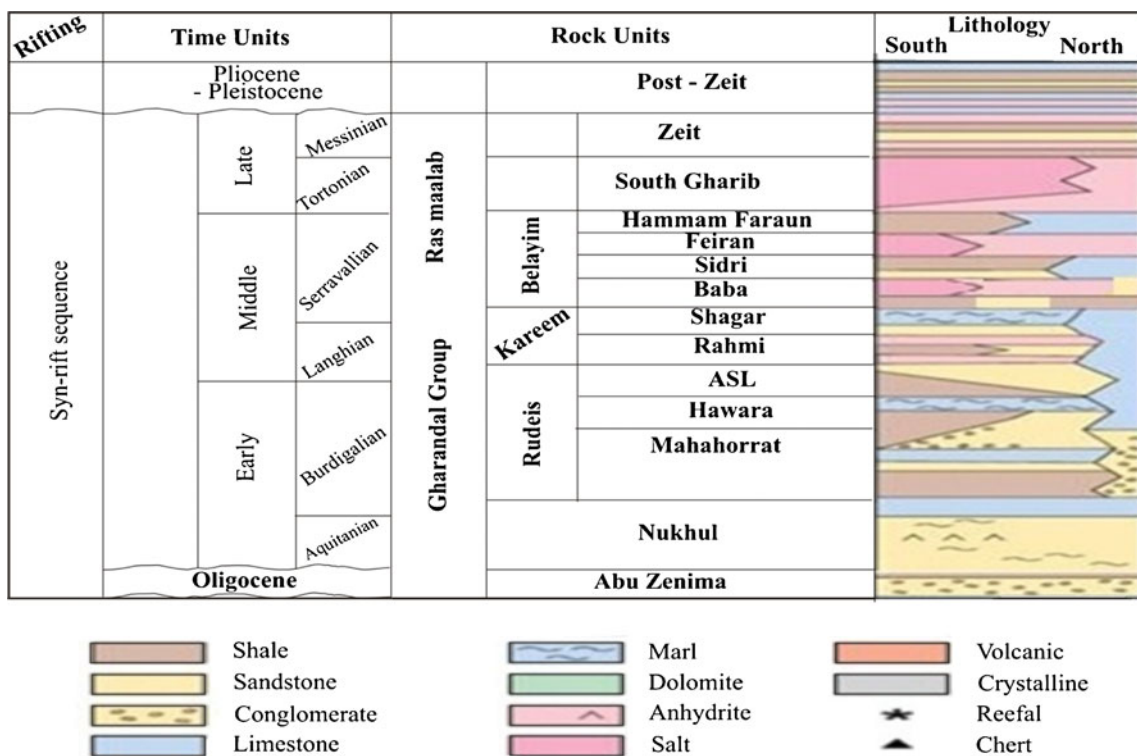 Rifting
Time Units
Rock Units
Lithology
South
North
Pliocene
- Pleistocene
Post - Zeit
Syn-rift sequence
Late
Messinian
Tortonian
Middle
Serravallian
Langhian
Early
Burdigalian
Aquitanian
Oligocene
Ras maalab
Gharandal Group
Zeit
South Gharib
Belayim
Hammam Faraun
Feiran
Sidri
Baba
Kareem
Shagar
Rahmi
Rudeis
ASL
Hawara
Mahahorrat
Nukhul
Abu Zenima
Shale
Sandstone
Conglomerate
Limestone
Marl
Dolomite
Anhydrite
Salt
Volcanic
Crystalline
Reefal
Chert